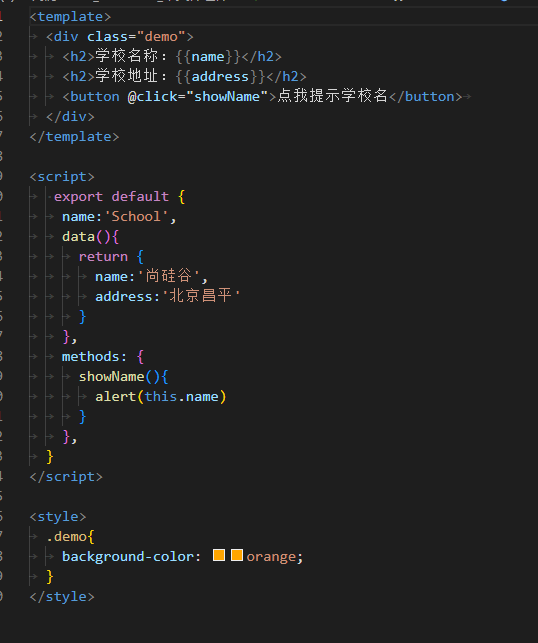 <template>
<div class="demo">
<h2>学校名称：{{name}}</h2>
<h2>学校地址：{{address}}</h2>
<button @click="showName">点我提示学校名</button>
</div>
</template>
<script>
export default {
name:'School',
data(){
return {
name:'尚硅谷',
address:'北京昌平'
}
},
methods: {
showName(){
alert(this.name)
}
},
}
</script>
<style>
.demo{
background-color: orange;
}
</style>